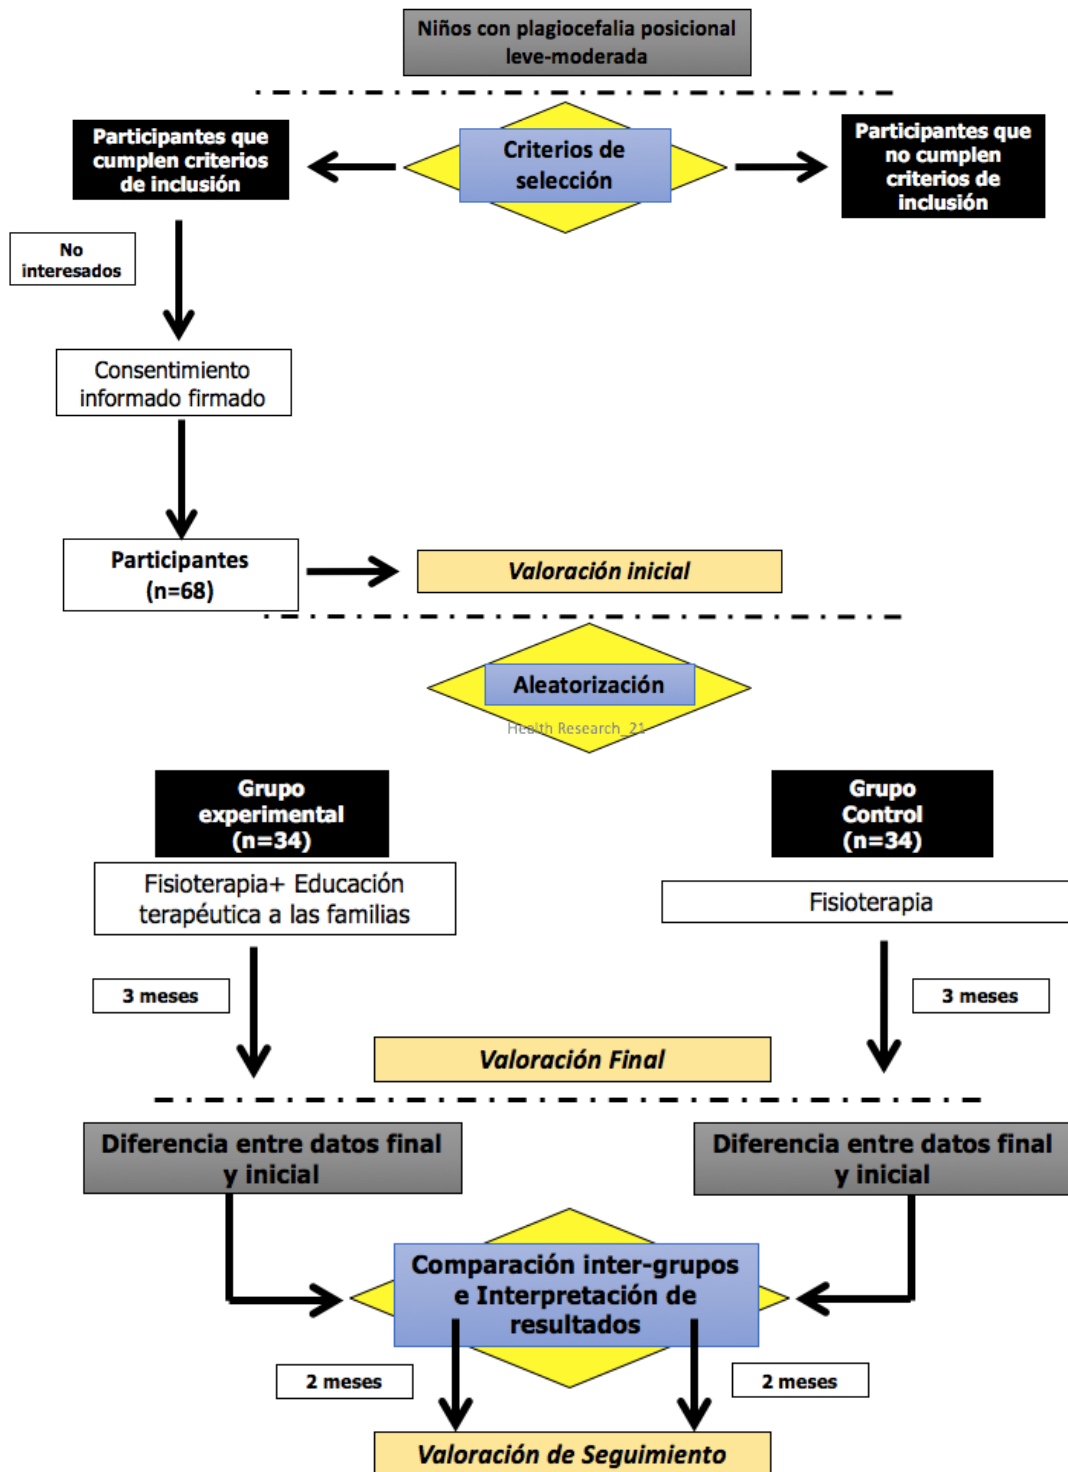 Niños con plagiocefalia posicional
leve-moderada
Participantes que
cumplen criterios
de inclusión
Criterios de
selección
Participantes que
no cumplen
criterios de
inclusión
No
interesados
Consentimiento
informado firmado
Participantes
(n=68)
Valoración inicial
Aleatorización
Health Research_21
Grupo
experimental
(n=34)
Grupo
Control
(n=34)
Fisioterapia+ Educación
terapéutica a las familias
Fisioterapia
3 meses
3 meses
Valoración Final
Diferencia entre datos final
y inicial
Diferencia entre datos final
y inicial
Comparación inter-grupos
e Interpretación de
resultados
2 meses
2 meses
Valoración de Seguimiento